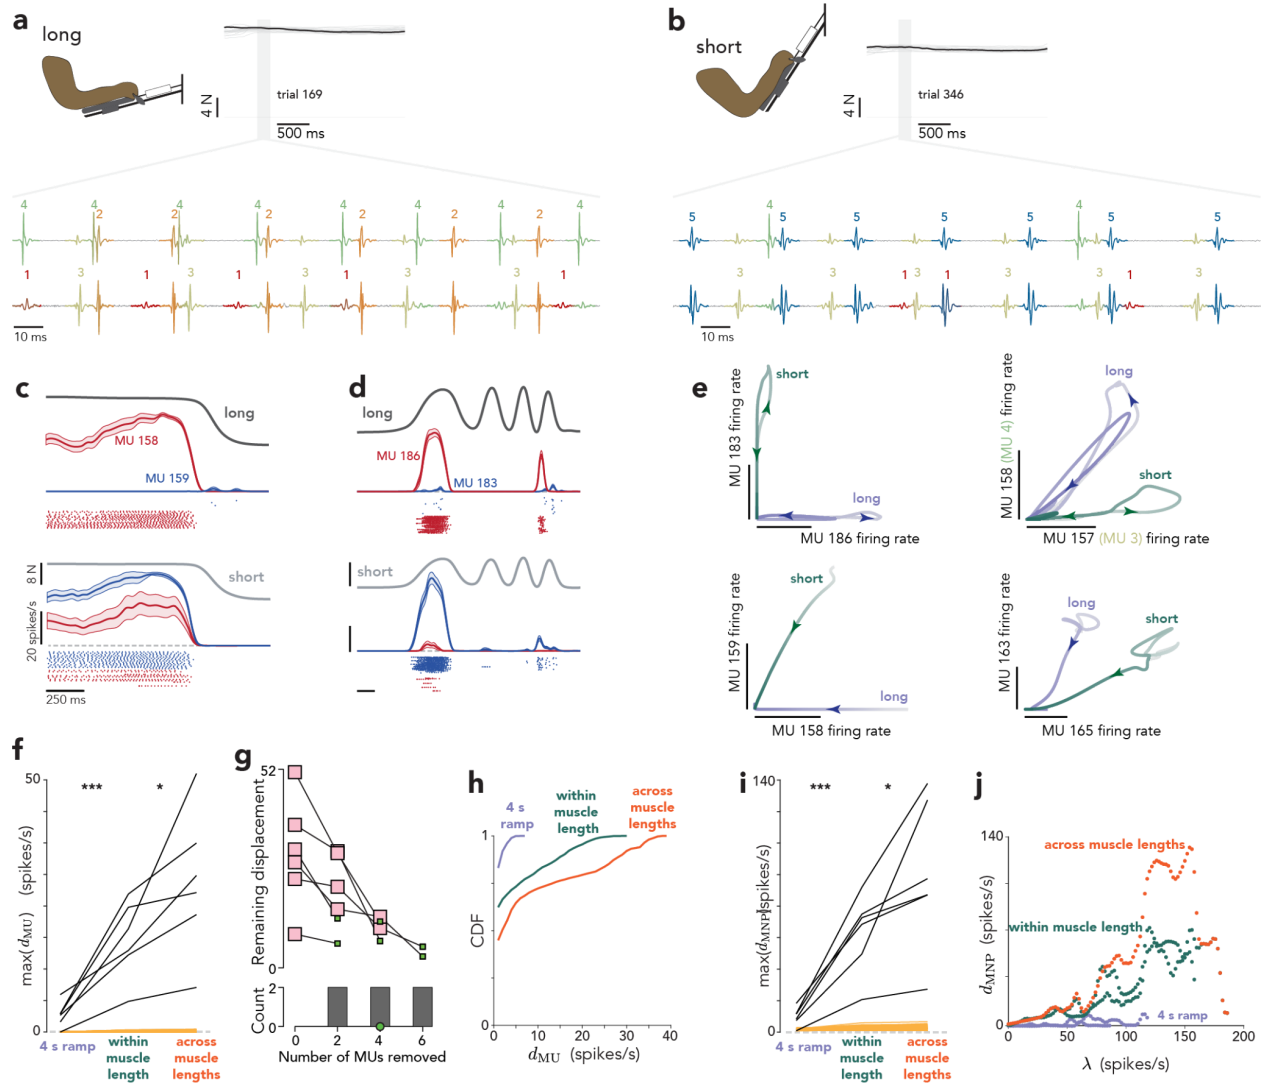 a
long
4 N
trial 169
500 ms
4 4 2 2 4 4 2 4 2 4 2 4 2 4
1 3 1 3 1 3 1 3 3 1
10 ms
b
short
4 N
trial 346
500 ms
5 4 5 5 5 5 4 5 5
3 3 1 3 1 3 3 1 3
10 ms
c
long
MU 158
MU 159
8 N
short
20 spikes/s
250 ms
d
long
MU 186
MU 183
short
e
MU 183 firing rate
short
long
MU 186 firing rate
MU 158 (MU 4) firing rate
long
short
MU 157 (MU 3) firing rate
MU 159 firing rate
short
long
MU 158 firing rate
MU 163 firing rate
long
short
MU 165 firing rate
f
max(dMU) (spikes/s)
50
*** *
0
4 s ramp
within
muscle
length
across
muscle
lengths
g
Remaining displacement
52
0
Count
2
0
0 2 4 6
Number of MUs removed
h
4 s
ramp
within
muscle
length
across
muscle
lengths
CDF
1
0
0 10 20 30 40
dMU (spikes/s)
i
max(dMNP) (spikes/s)
140
*** *
0
4 s ramp
within
muscle
length
across
muscle
lengths
j
dMNP (spikes/s)
140
across muscle lengths
within muscle length
4 s ramp
0
0 50 100 150 200
λ (spikes/s)